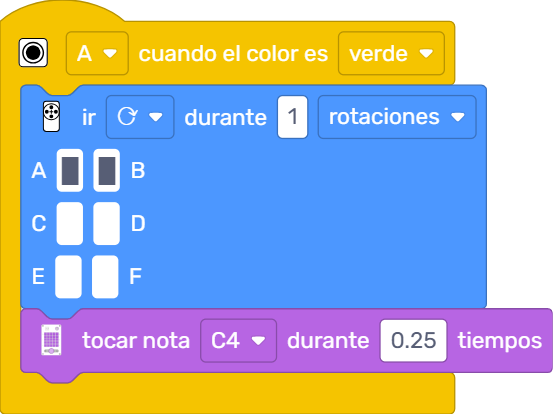 A cuando el color es verde
ir durante 1 rotaciones
A B
C D
E F
tocar nota C4 durante 0.25 tiempos